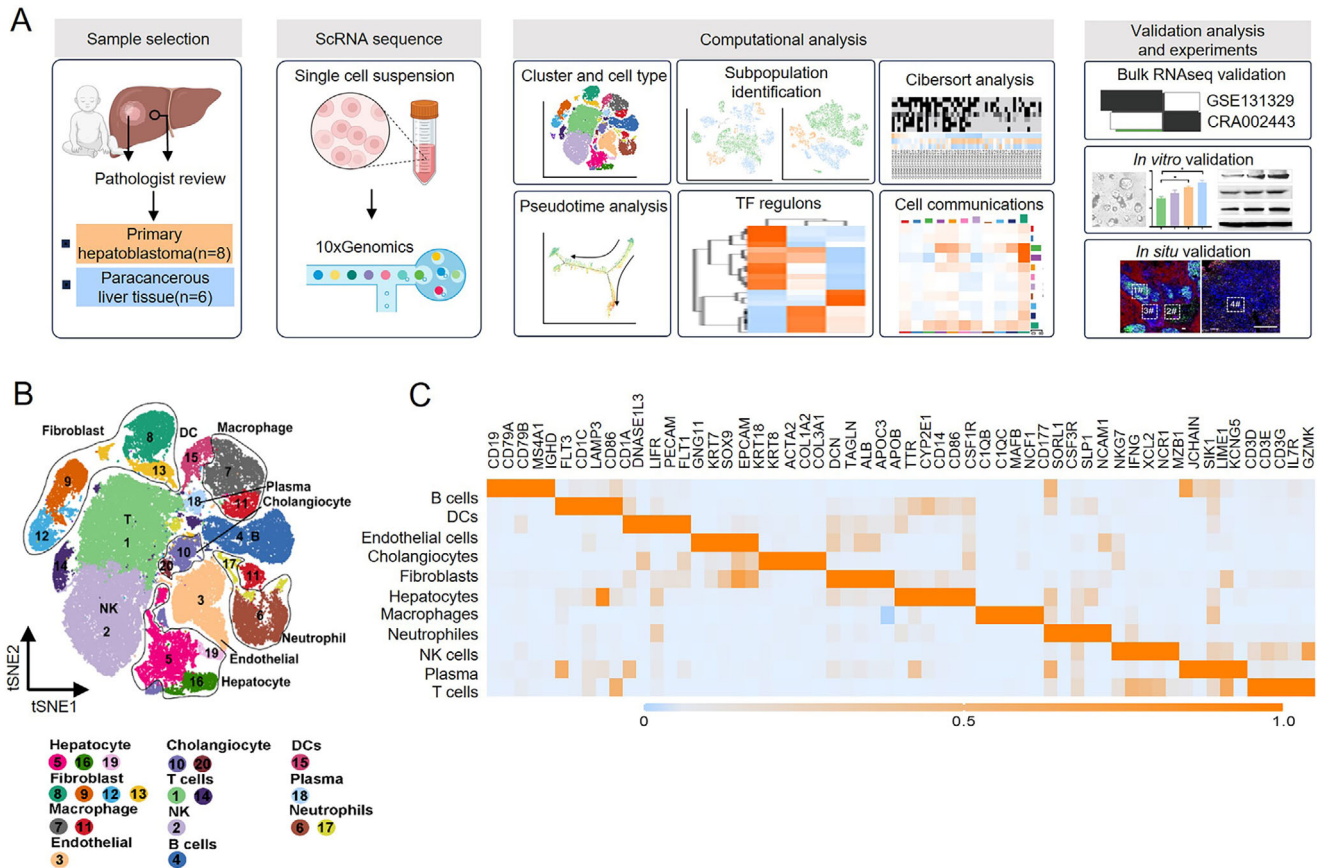 A
Sample selection
Pathologist review
Primary
hepatoblastoma(n=8)
Paracancerous
liver tissue(n=6)
ScRNA sequence
Single cell suspension
10xGenomics
Computational analysis
Cluster and cell type
Subpopulation
identification
Cibersort analysis
Pseudotime analysis
TF regulons
Cell communications
Validation analysis
and experiments
Bulk RNAseq validation
GSE131329
CRA002443
In vitro validation
* *
In situ validation
1# 3# 2# 4#
B
Fibroblast
DC
Macrophage
Plasma
Cholangiocyte
8
15
13
7
9
18
11
T
12
1
4 B
10
14
20
17
11
3
6
NK
2
Neutrophil
5
19
Endothelial
16
Hepatocyte
tSNE2
tSNE1
Hepatocyte
5 16 19
Fibroblast
8 9 12 13
Macrophage
7 11
Endothelial
3
Cholangiocyte
10 20
T cells
1 14
NK
2
B cells
4
DCs
15
Plasma
18
Neutrophils
6 17
C
CD19
CD79A
CD79B
MS4A1
IGHD
FLT3
CD1C
LAMP3
CD86
CD1A
DNASE1L3
LIFR
PECAM
FLT1
GNG11
KRT7
SOX9
EPCAM
KRT18
KRT8
ACTA2
COL1A2
COL3A1
DCN
TAGLN
ALB
APOC3
APOB
TTR
CYP2E1
CD14
CD86
CSF1R
C1QB
C1QC
MAFB
CD177
SORL1
CSF3R
SLP1
NCAM1
NKG7
IFNG
XCL2
NCR1
MZB1
JCHAIN
SIK1
LIME1
KCNG5
CD3D
CD3E
CD3G
IL7R
GZMK
B cells
DCs
Endothelial cells
Cholangiocytes
Fibroblasts
Hepatocytes
Macrophages
Neutrophiles
NK cells
Plasma
T cells
0 0.5 1.0